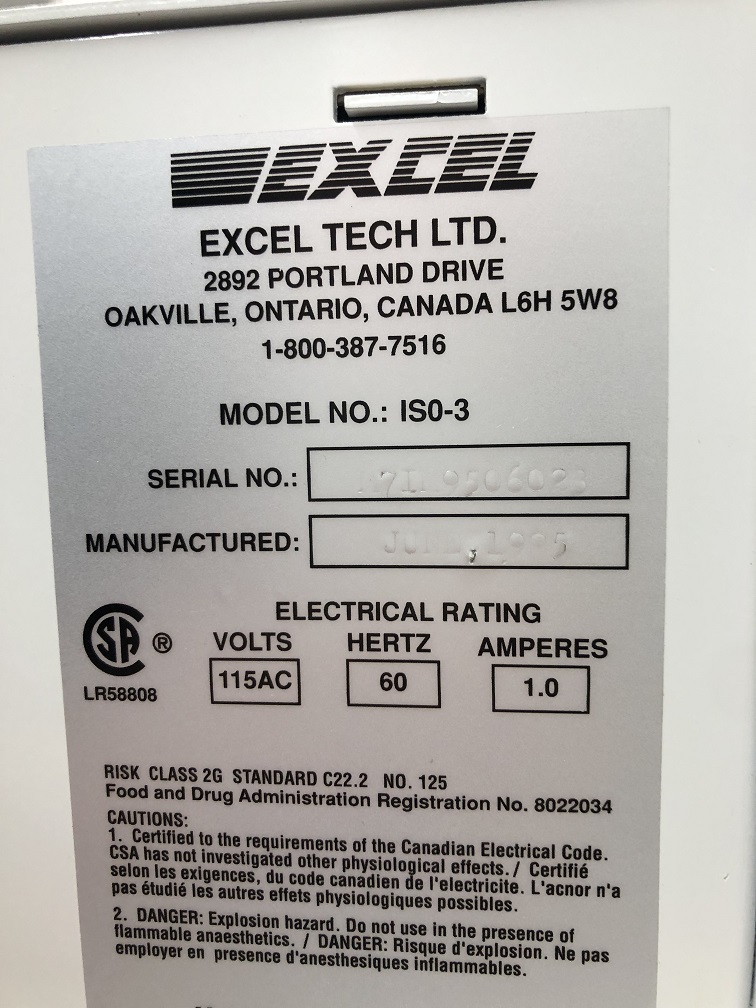 EXCEL
EXCEL TECH LTD.
2892 PORTLAND DRIVE
OAKVILLE, ONTARIO, CANADA L6H 5W8
1-800-387-7516
MODEL NO.: IS0-3
SERIAL NO.:
MANUFACTURED:
ELECTRICAL RATING
VOLTS HERTZ AMPERES
115AC 60 1.0
SA ®
LR58808
RISK CLASS 2G STANDARD C22.2 NO. 125
Food and Drug Administration Registration No. 8022034
CAUTIONS:
1. Certified to the requirements of the Canadian Electrical Code.
CSA has not investigated other physiological effects. / Certifié
selon les exigences, du code canadien de l'electricite. L'acnor n'a
pas étudié les autres effets physiologiques possibles.
2. DANGER: Explosion hazard. Do not use in the presence of
flammable anaesthetics. / DANGER: Risque d'explosion. Ne pas
employer en presence d'anesthesiques inflammables.